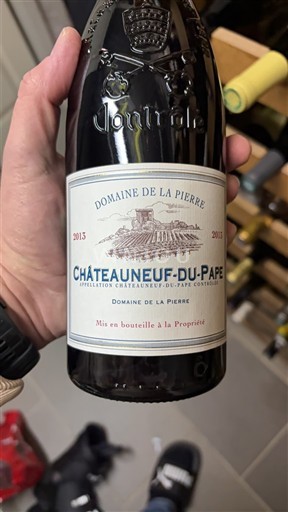 Contrôlé
DOMAINE DE LA PIERRE
2013 2013
CHÂTEAUNEUF-DU-PAPE
APPELLATION CHÂTEAUNEUF-DU-PAPE CONTRÔLÉE
DOMAINE DE LA PIERRE
Mis en bouteille à la Propriété